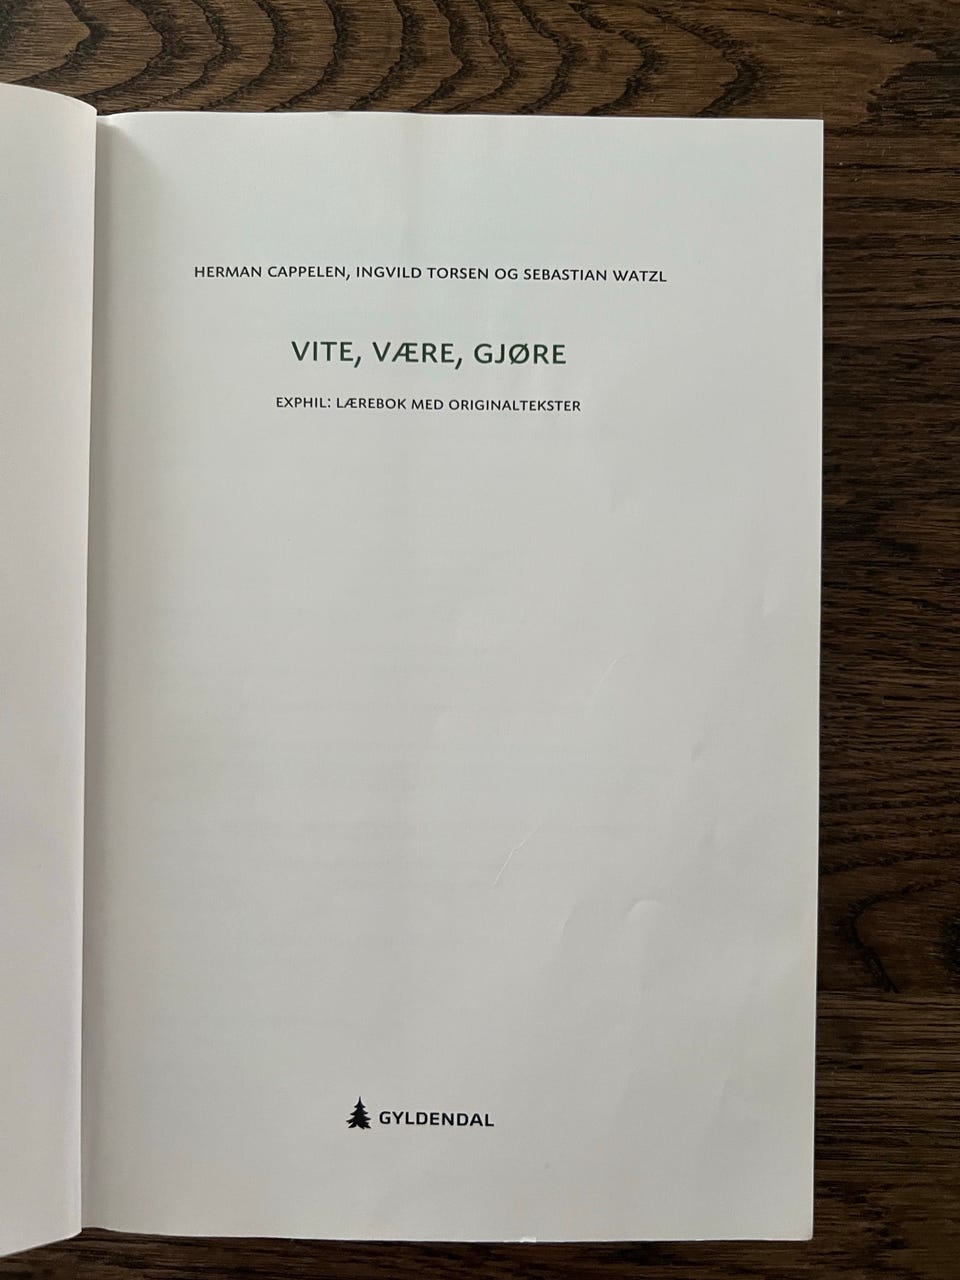 HERMAN CAPPELEN, INGVILD TORSEN OG SEBASTIAN WATZL
VITE, VÆRE, GJØRE
EXPHIL: LÆREBOK MED ORIGINALTEKSTER
GYLDENDAL